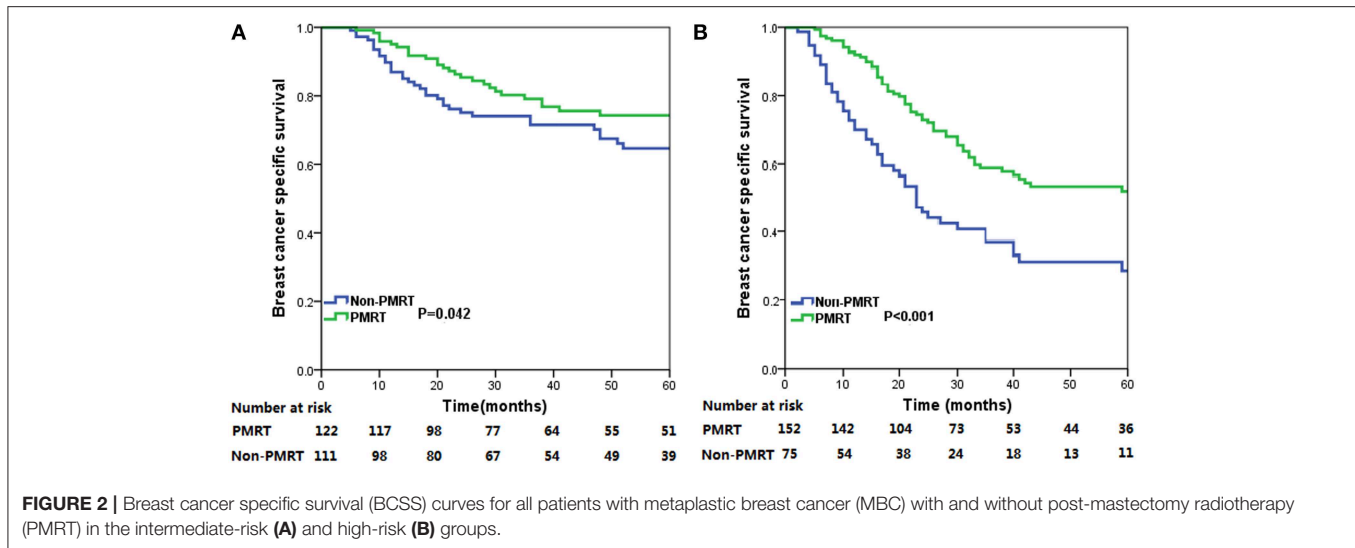 A
B
1.0
0.8
0.6
0.4
0.2
0.0
Breast cancer specific survival
Non-PMRT
PMRT
P=0.042
0 10 20 30 40 50 60
Time(months)
1.0
0.8
0.6
0.4
0.2
0.0
Breast cancer specific survival
Non-PMRT
PMRT
P<0.001
0 10 20 30 40 50 60
Time (months)
Number at risk
PMRT 122 117 98 77 64 55 51
Non-PMRT 111 98 80 67 54 49 39
Number at risk
PMRT 152 142 104 73 53 44 36
Non-PMRT 75 54 38 24 18 13 11
FIGURE 2 | Breast cancer specific survival (BCSS) curves for all patients with metaplastic breast cancer (MBC) with and without post-mastectomy radiotherapy
(PMRT) in the intermediate-risk (A) and high-risk (B) groups.